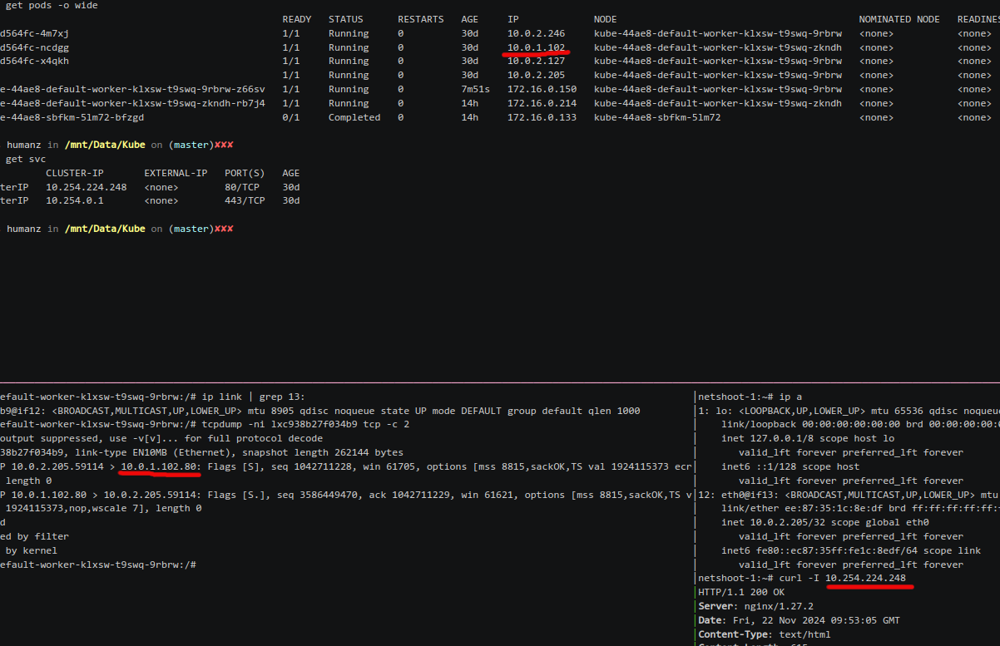 get pods -o wide
READY STATUS RESTARTS AGE IP NODE NOMINATED NODE READINES
d564fc-4m7xj 1/1 Running 0 30d 10.0.2.246 kube-44ae8-default-worker-klxsw-t9swq-9rbrw <none> <none>
d564fc-ncdgg 1/1 Running 0 30d 10.0.1.102 kube-44ae8-default-worker-klxsw-t9swq-zkndh <none> <none>
d564fc-x4qkh 1/1 Running 0 30d 10.0.2.127 kube-44ae8-default-worker-klxsw-t9swq-9rbrw <none> <none>
1/1 Running 0 30d 10.0.2.205 kube-44ae8-default-worker-klxsw-t9swq-9rbrw <none> <none>
e-44ae8-default-worker-klxsw-t9swq-9rbrw-z66sv 1/1 Running 0 7m51s 172.16.0.150 kube-44ae8-default-worker-klxsw-t9swq-9rbrw <none> <none>
e-44ae8-default-worker-klxsw-t9swq-zkndh-rb7j4 1/1 Running 0 14h 172.16.0.214 kube-44ae8-default-worker-klxsw-t9swq-zkndh <none> <none>
e-44ae8-sbfkm-5lm72-bfzgd 0/1 Completed 0 14h 172.16.0.133 kube-44ae8-sbfkm-5lm72 <none> <none>
humanz in /mnt/Data/Kube on (master)✘✘✘
get svc
CLUSTER-IP EXTERNAL-IP PORT(S) AGE
terIP 10.254.224.248 <none> 80/TCP 30d
terIP 10.254.0.1 <none> 443/TCP 30d
humanz in /mnt/Data/Kube on (master)✘✘✘
efault-worker-klxsw-t9swq-9rbrw:/# ip link | grep 13:
b9@if12: <BROADCAST,MULTICAST,UP,LOWER_UP> mtu 8905 qdisc noqueue state UP mode DEFAULT group default qlen 1000
efault-worker-klxsw-t9swq-9rbrw:/# tcpdump -ni lxc938b27f034b9 tcp -c 2
output suppressed, use -v[v]... for full protocol decode
38b27f034b9, link-type EN10MB (Ethernet), snapshot length 262144 bytes
P 10.0.2.205.59114 > 10.0.1.102.80: Flags [S], seq 1042711228, win 61705, options [mss 8815,sackOK,TS val 1924115373 ecr
length 0
P 10.0.1.102.80 > 10.0.2.205.59114: Flags [S.], seq 3586449470, ack 1042711229, win 61621, options [mss 8815,sackOK,TS v
1924115373,nop,wscale 7], length 0
d
ed by filter
by kernel
efault-worker-klxsw-t9swq-9rbrw:/#
netshoot-1:~# ip a
1: lo: <LOOPBACK,UP,LOWER_UP> mtu 65536 qdisc noqueu
link/loopback 00:00:00:00:00:00 brd 00:00:00:00:0
inet 127.0.0.1/8 scope host lo
valid_lft forever preferred_lft forever
inet6 ::1/128 scope host
valid_lft forever preferred_lft forever
12: eth0@if13: <BROADCAST,MULTICAST,UP,LOWER_UP> mtu
link/ether ee:87:35:1c:8e:df brd ff:ff:ff:ff:ff:
inet 10.0.2.205/32 scope global eth0
valid_lft forever preferred_lft forever
inet6 fe80::ec87:35ff:fe1c:8edf/64 scope link
valid_lft forever preferred_lft forever
netshoot-1:~# curl -I 10.254.224.248
HTTP/1.1 200 OK
Server: nginx/1.27.2
Date: Fri, 22 Nov 2024 09:53:05 GMT
Content-Type: text/html